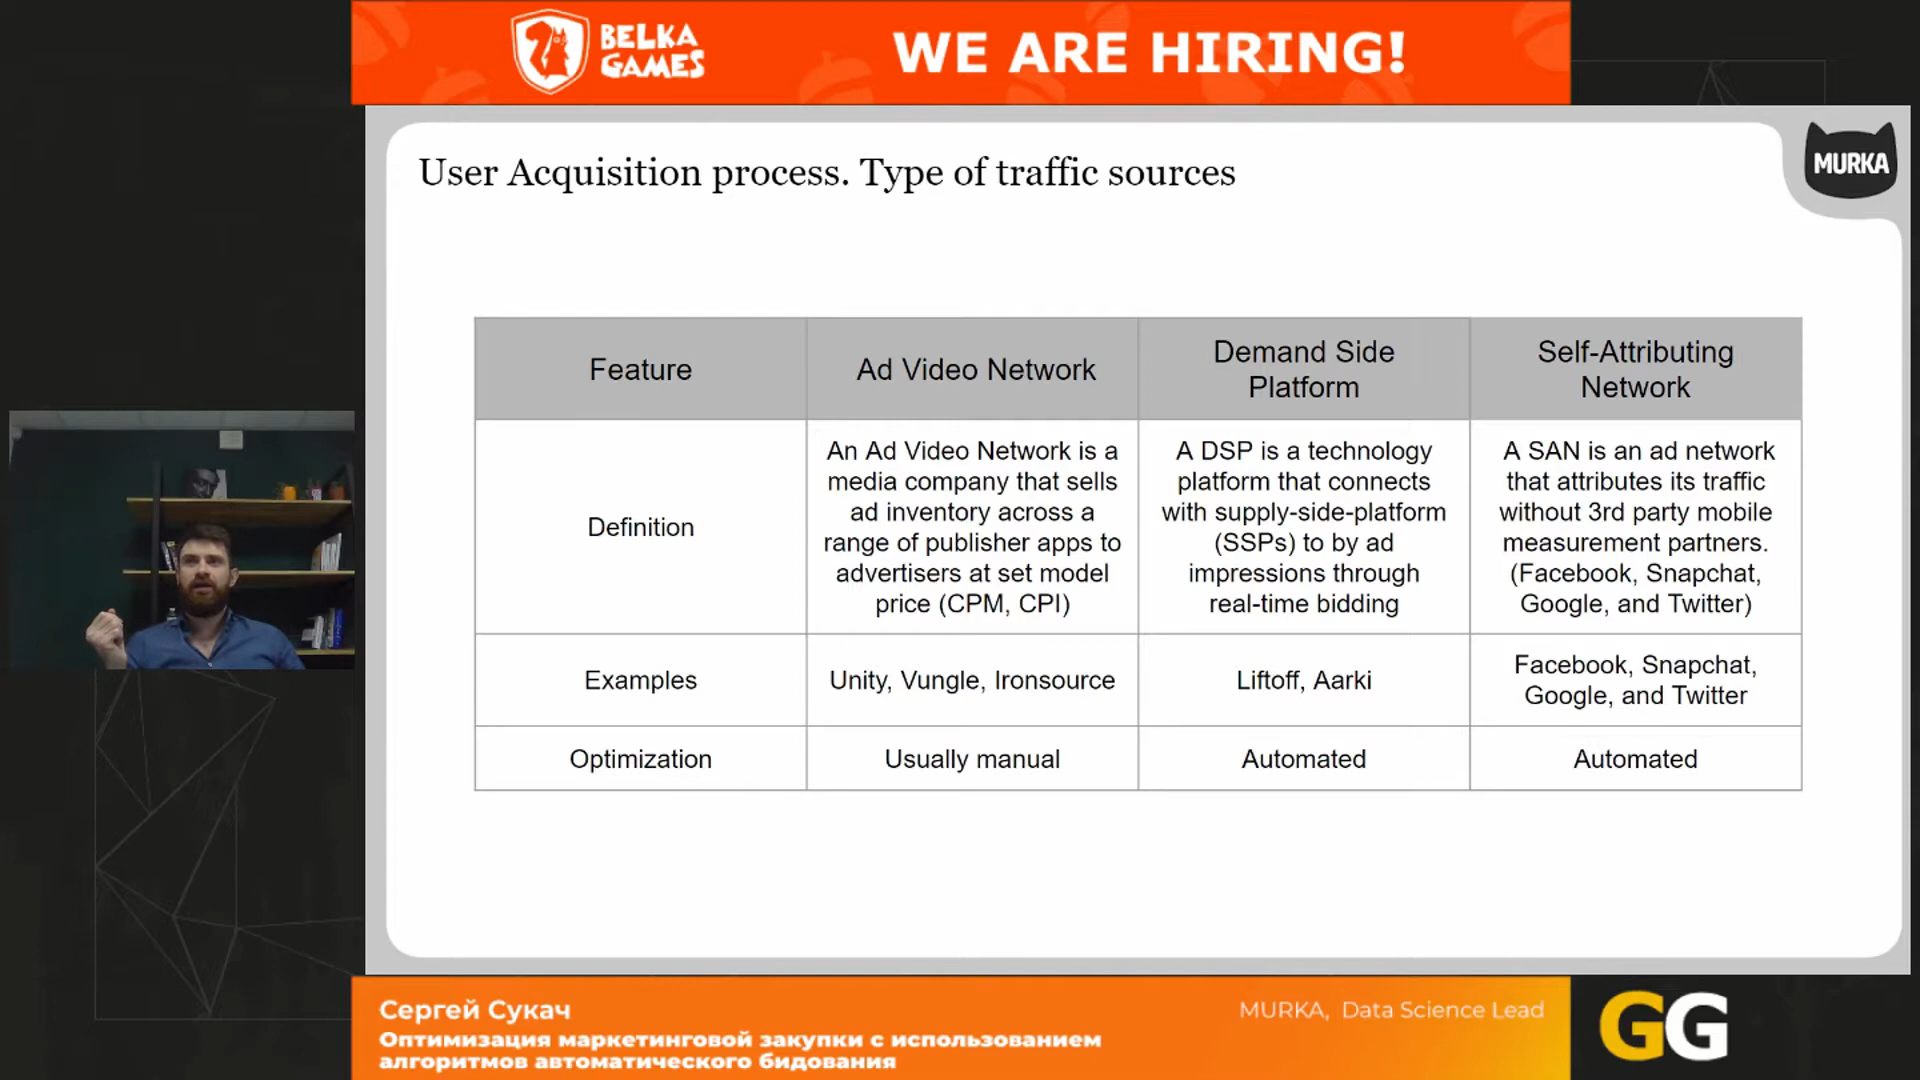 BELKA
GAMES
WE ARE HIRING!
MURKA
User Acquisition process. Type of traffic sources
Feature
Ad Video Network
Demand Side
Platform
Self-Attributing
Network
Definition
An Ad Video Network is a
media company that sells
ad inventory across a
range of publisher apps to
advertisers at set model
price (CPM, CPI)
A DSP is a technology
platform that connects
with supply-side-platform
(SSPs) to by ad
impressions through
real-time bidding
A SAN is an ad network
that attributes its traffic
without 3rd party mobile
measurement partners.
(Facebook, Snapchat,
Google, and Twitter)
Examples
Unity, Vungle, Ironsource
Liftoff, Aarki
Facebook, Snapchat,
Google, and Twitter
Optimization
Usually manual
Automated
Automated
Сергей Сукач
MURKA, Data Science Lead
Оптимизация маркетинговой закупки с использованием
алгоритмов автоматического бидования
GG